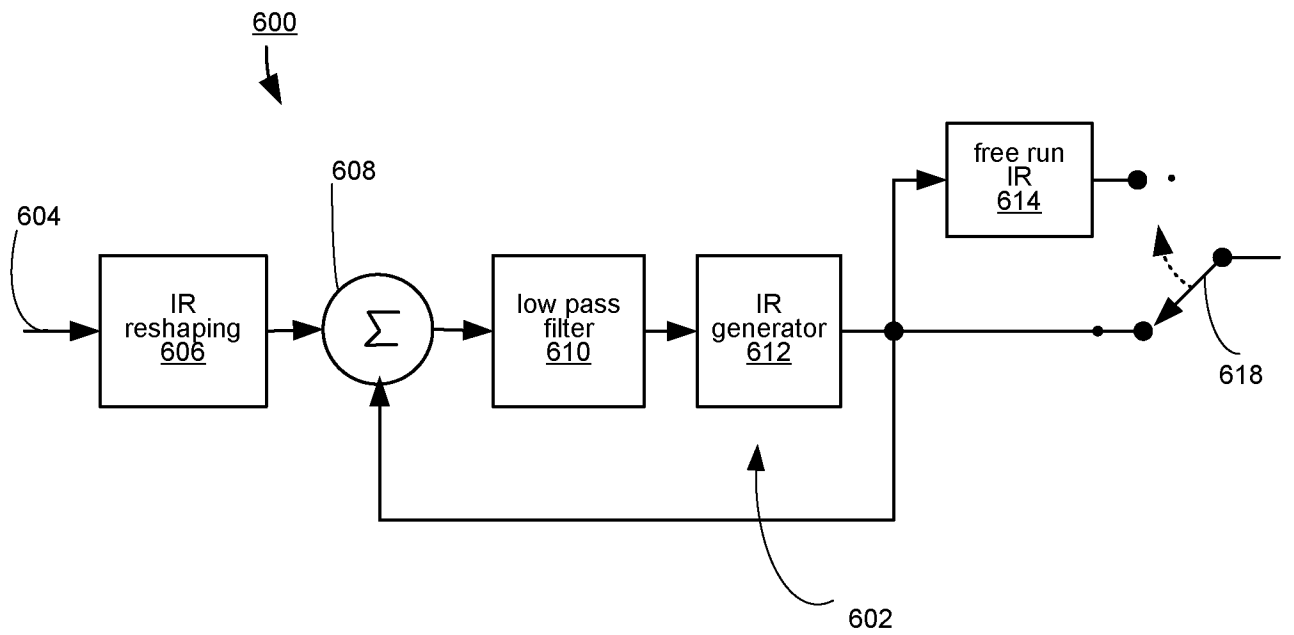 600
608
604
free run
IR
614
IR
reshaping
606
Σ
low pass
filter
610
IR
generator
612
618
602